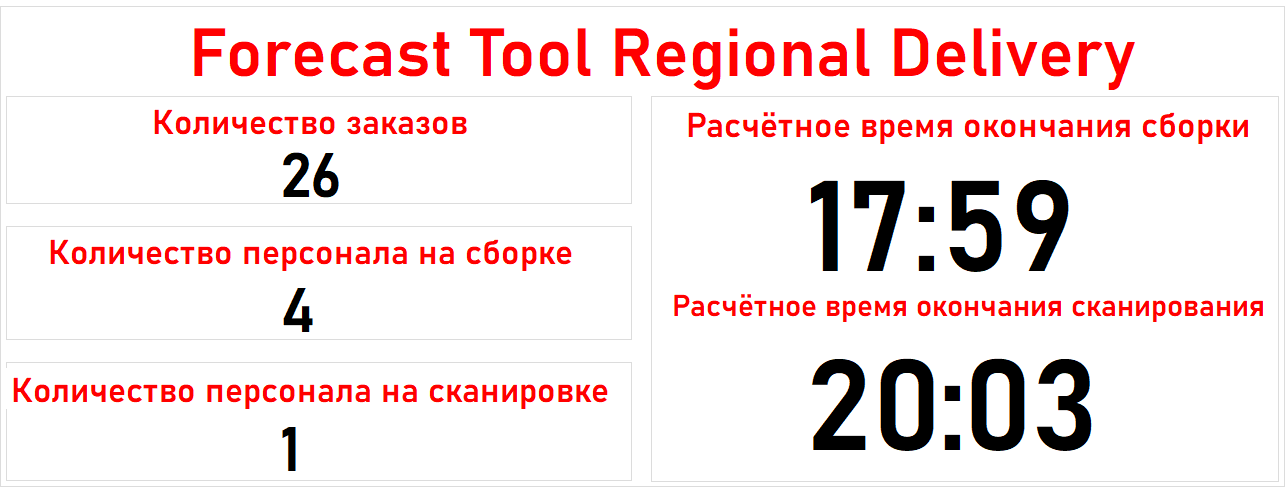 Forecast Tool Regional Delivery
Количество заказов
26
Количество персонала на сборке
4
Количество персонала на сканировке
1
Расчётное время окончания сборки
17:59
Расчётное время окончания сканирования
20:03